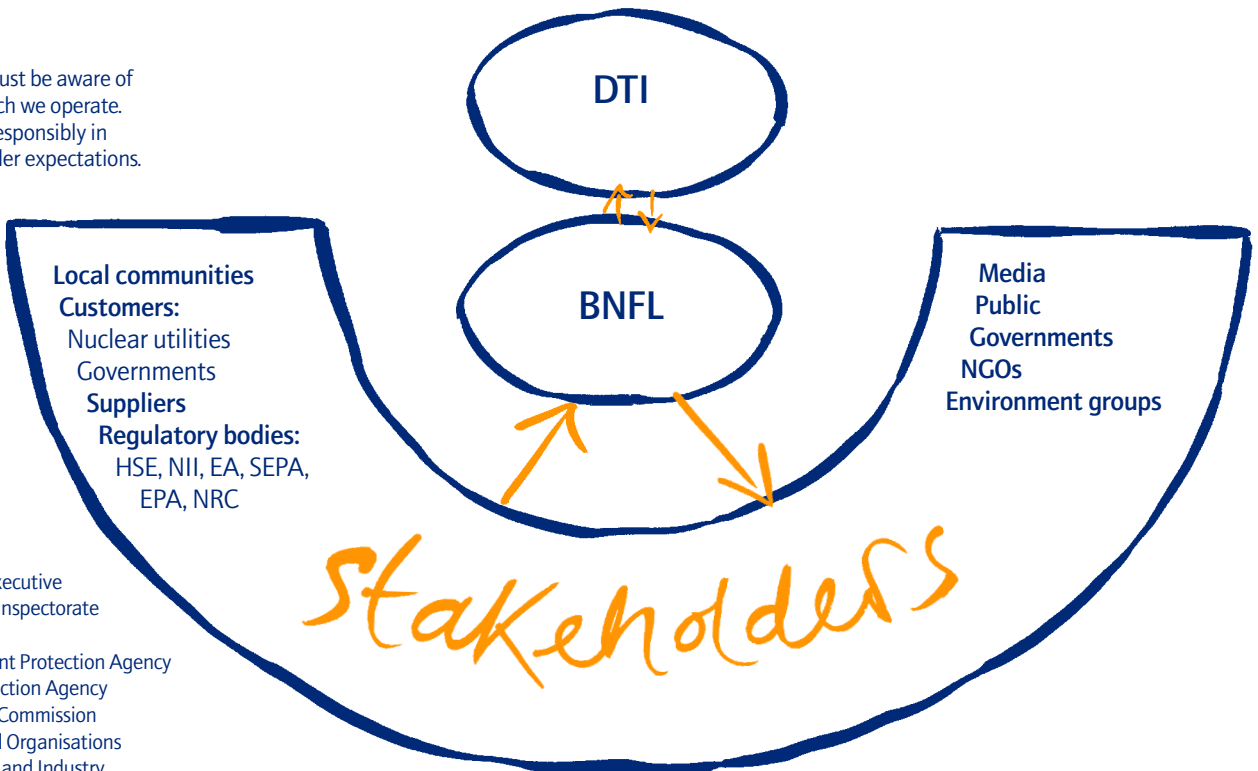 ust be aware of
ch we operate.
esponsibly in
der expectations.
DTI
BNFL
Local communities
Customers:
Nuclear utilities
Governments
Suppliers
Regulatory bodies:
HSE, NII, EA, SEPA,
EPA, NRC
Media
Public
Governments
NGOs
Environment groups
Stakeholders
xecutive
Inspectorate
nt Protection Agency
ction Agency
Commission
l Organisations
and Industry